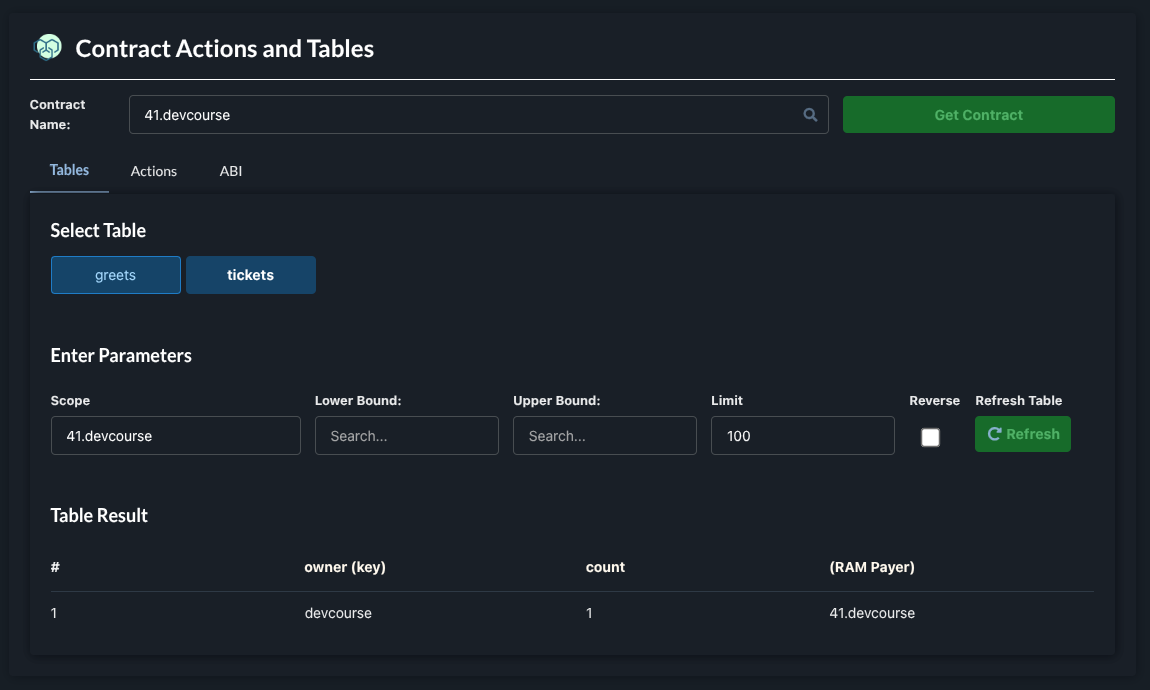 Contract Actions and Tables
Contract
Name:
41.devcourse
Get Contract
Tables Actions ABI
Select Table
greets tickets
Enter Parameters
Scope Lower Bound: Upper Bound: Limit Reverse Refresh Table
41.devcourse Search... Search... 100 Refresh
Table Result
# owner (key) count (RAM Payer)
1 devcourse 1 41.devcourse